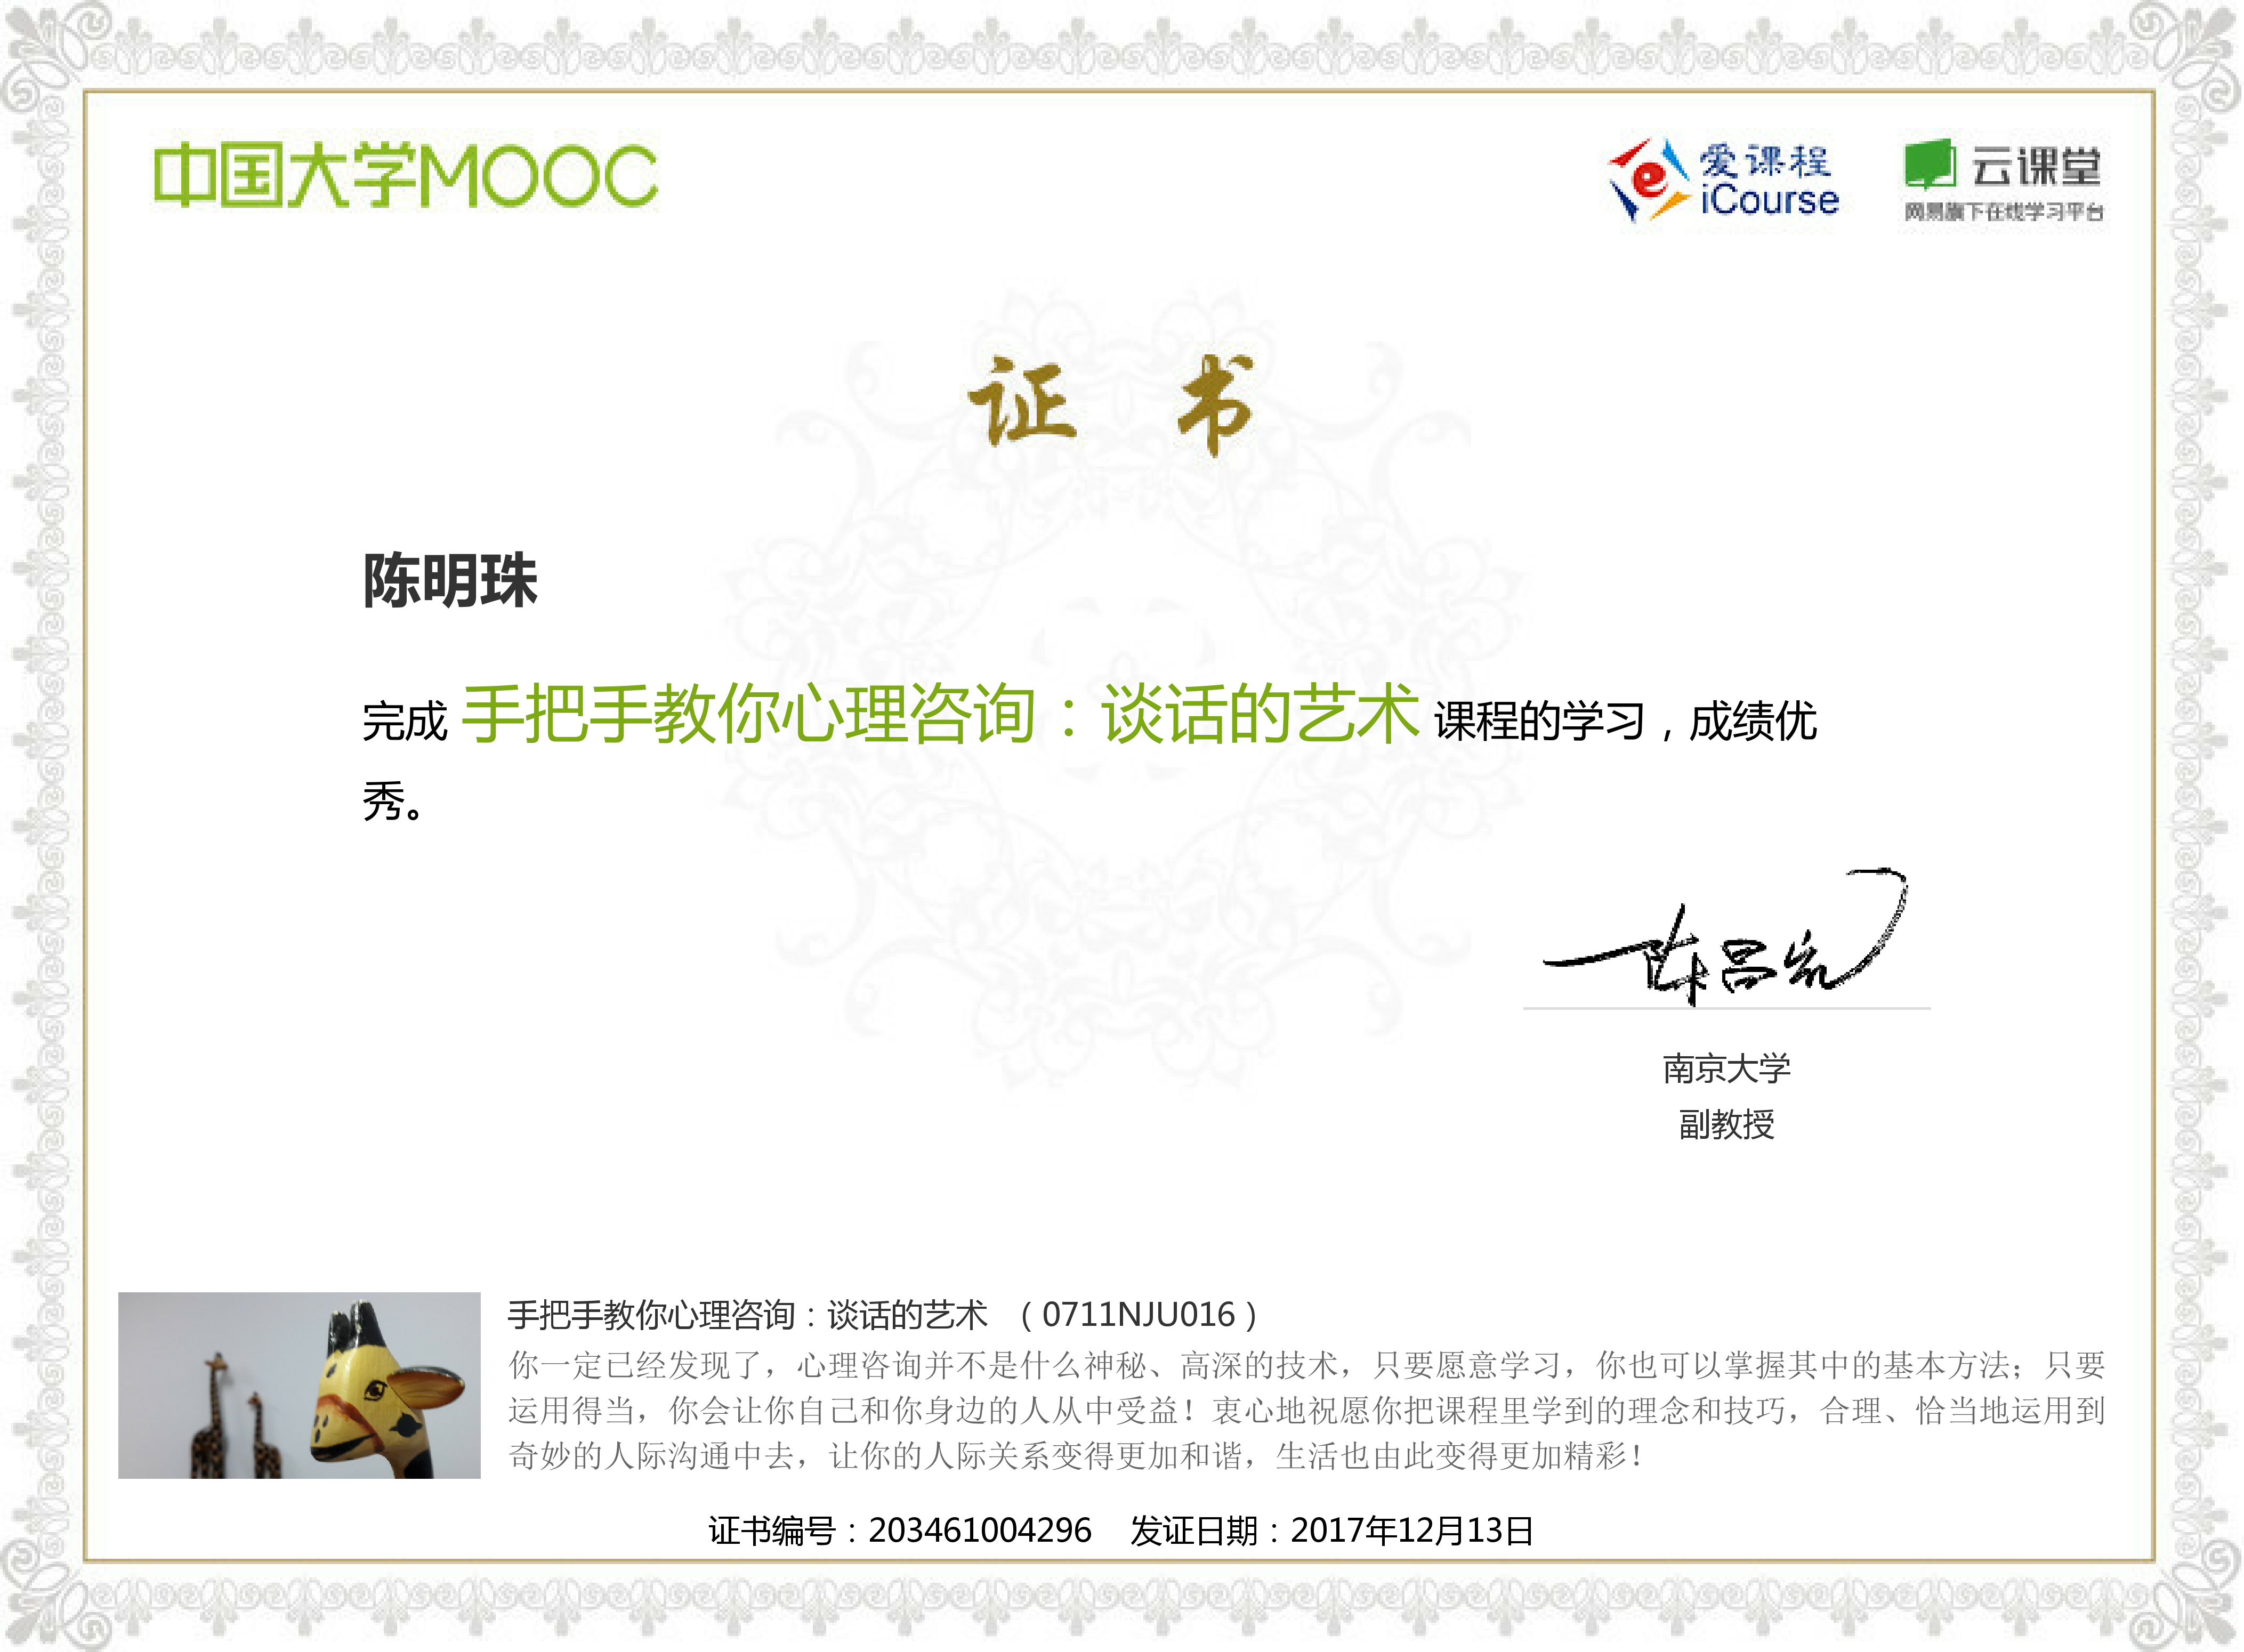 中国大学MOOC
爱课程
iCourse
云课堂
网易旗下在线学习平台
证 书
陈明珠
完成 手把手教你心理咨询：谈话的艺术 课程的学习，成绩优
秀。
陈昌凯
南京大学
副教授
手把手教你心理咨询：谈话的艺术 （0711NJU016）
你一定已经发现了，心理咨询并不是什么神秘、高深的技术，只要愿意学习，你也可以掌握其中的基本方法；只要
运用得当，你会让你自己和你身边的人从中受益！衷心地祝愿你把课程里学到的理念和技巧，合理、恰当地运用到
奇妙的人际沟通中去，让你的人际关系变得更加和谐，生活也由此变得更加精彩！
证书编号：203461004296 发证日期：2017年12月13日